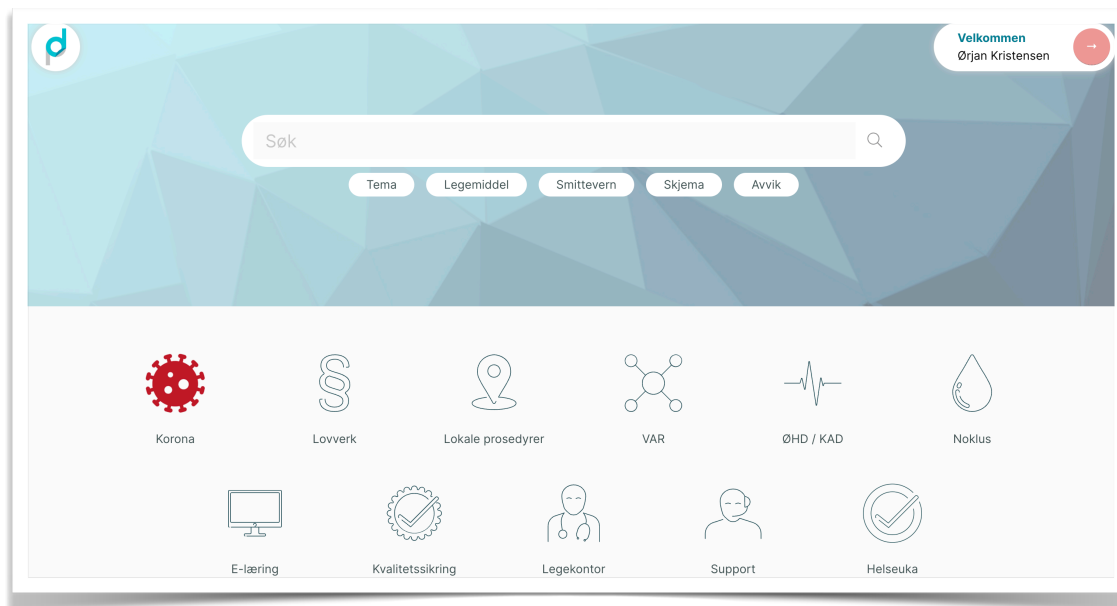 Velkommen
Ørjan Kristensen
Søk
Tema Legemiddel Smittevern Skjema Avvik
Korona Lovverk Lokale prosedyrer VAR ØHD / KAD Noklus
E-læring Kvalitetssikring Legekontor Support Helseuka